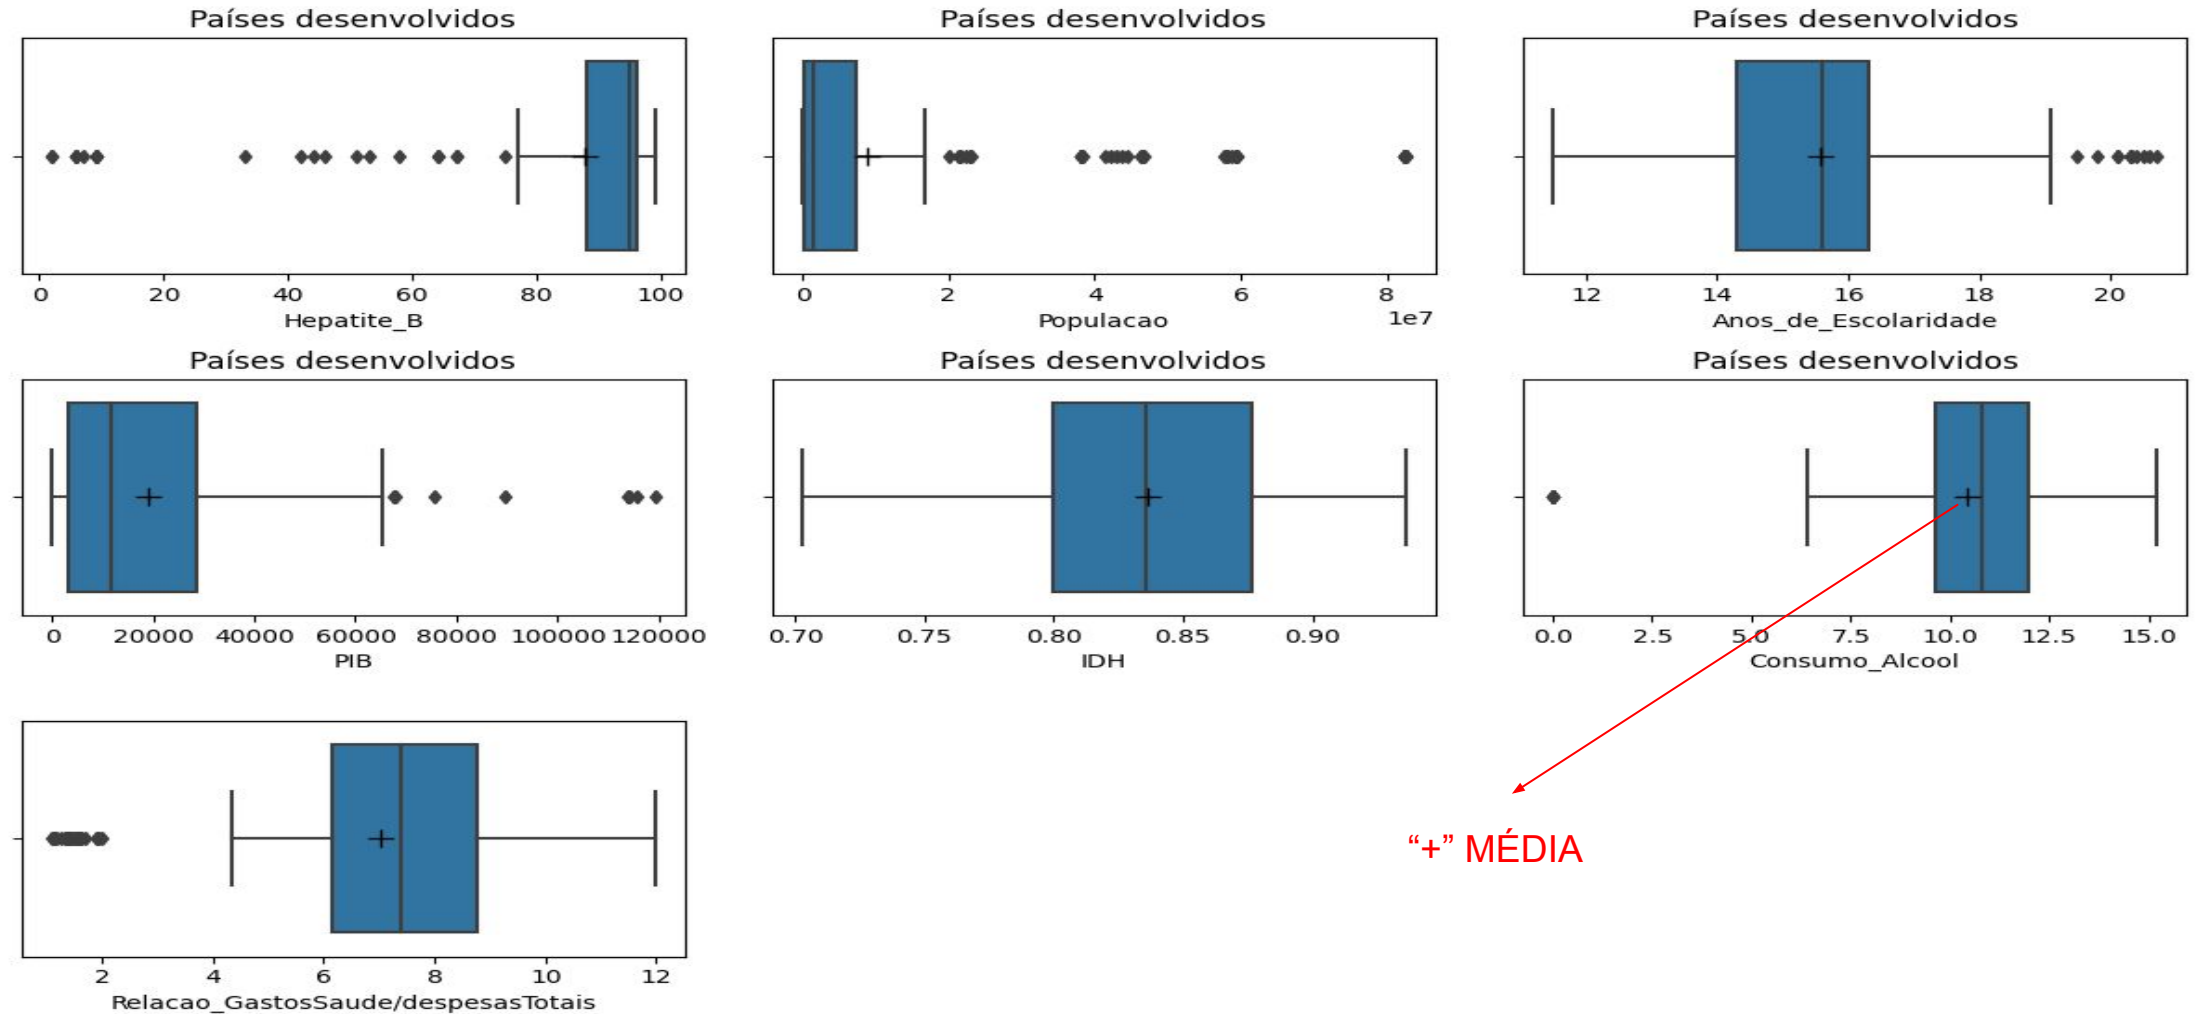 Países desenvolvidos
Países desenvolvidos
Países desenvolvidos
0 20 40 60 80 100
Hepatite_B
0 2 4 6 8
1e7
Populacao
12 14 16 18 20
Anos_de_Escolaridade
Países desenvolvidos
Países desenvolvidos
Países desenvolvidos
0 20000 40000 60000 80000 100000 120000
PIB
0.70 0.75 0.80 0.85 0.90
IDH
0.0 2.5 5.0 7.5 10.0 12.5 15.0
Consumo_Alcool
“+” MÉDIA
2 4 6 8 10 12
Relacao_GastosSaude/despesasTotais